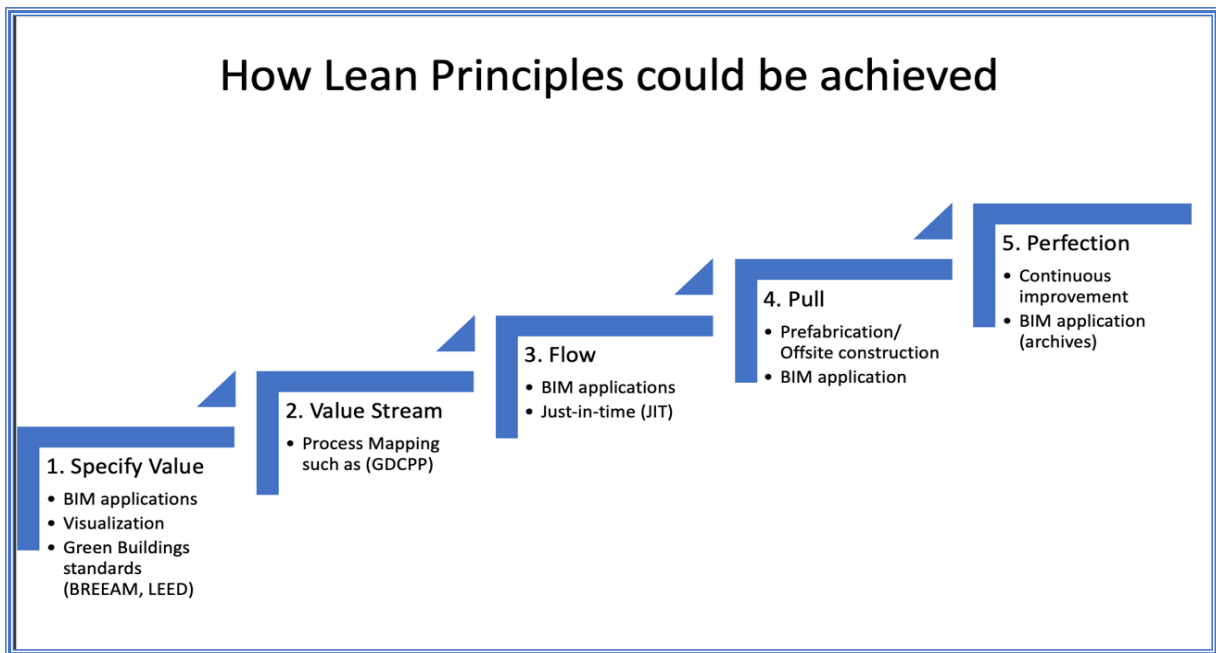 How Lean Principles could be achieved
1. Specify Value
• BIM applications
• Visualization
• Green Buildings
standards
(BREEAM, LEED)
2. Value Stream
• Process Mapping
such as (GDCPP)
3. Flow
• BIM applications
• Just-in-time (JIT)
4. Pull
• Prefabrication/
Offsite construction
• BIM application
5. Perfection
• Continuous
improvement
• BIM application
(archives)